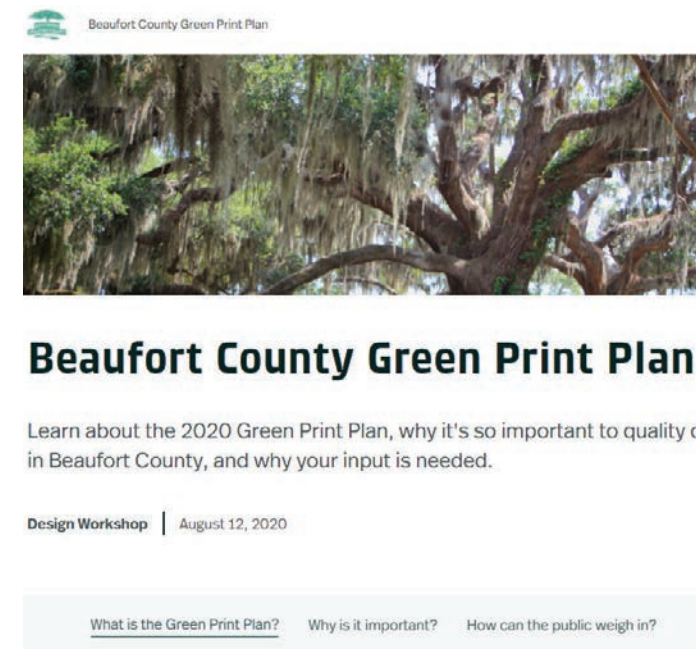 Beaufort County Green Print Plan
Beaufort County Green Print Plan
Learn about the 2020 Green Print Plan, why it's so important to quality
in Beaufort County, and why your input is needed.
Design Workshop | August 12, 2020
What is the Green Print Plan? Why is it important? How can the public weigh in?